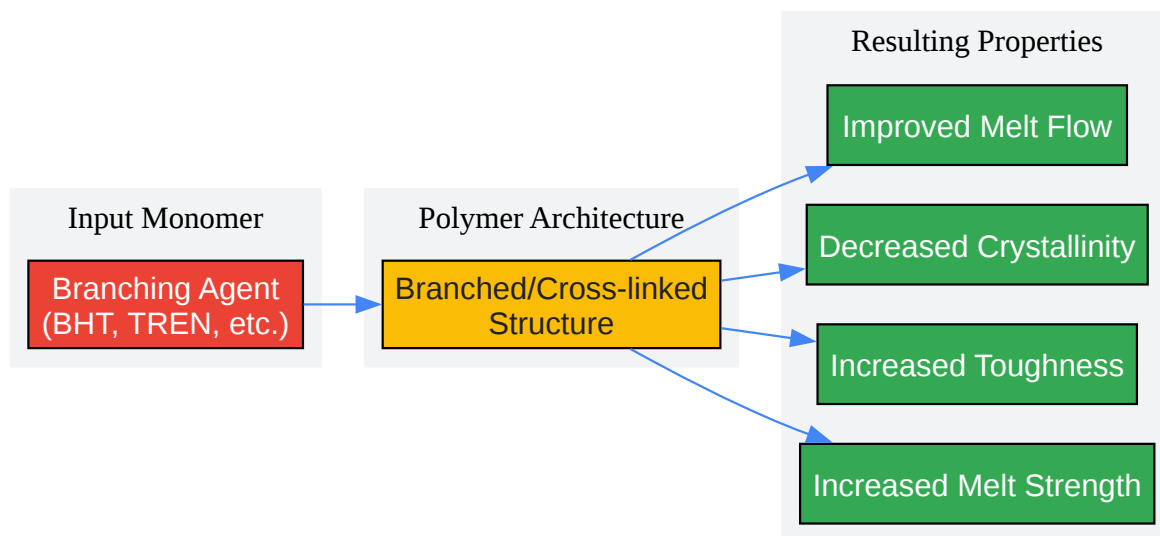 Input Monomer
Branching Agent
(BHT, TREN, etc.)
Polymer Architecture
Branched/Cross-linked
Structure
Resulting Properties
Improved Melt Flow
Decreased Crystallinity
Increased Toughness
Increased Melt Strength